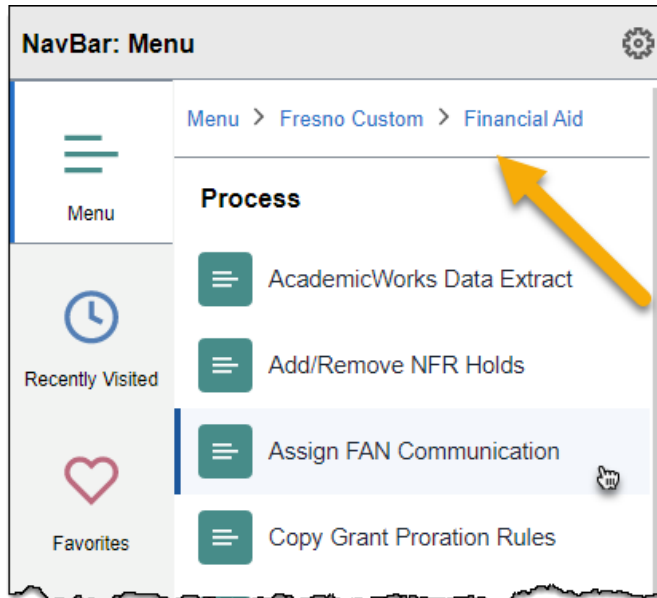 NavBar: Menu
Menu > Fresno Custom > Financial Aid
Menu
Process
AcademicWorks Data Extract
Recently Visited
Add/Remove NFR Holds
Assign FAN Communication
Favorites
Copy Grant Proration Rules